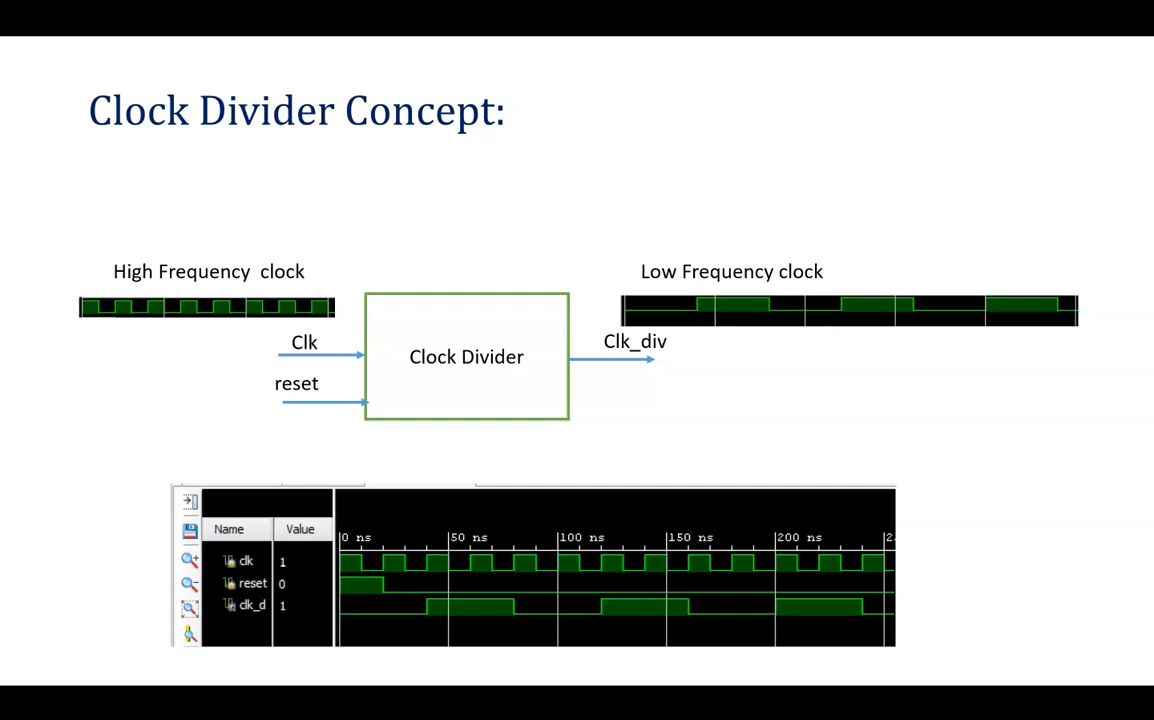 Clock Divider Concept:
High Frequency clock
Low Frequency clock
Clk
Clk_div
Clock Divider
reset
Name
Value
0 ns
50 ns
100 ns
150 ns
200 ns
2
clk
1
reset
0
clk_d
1